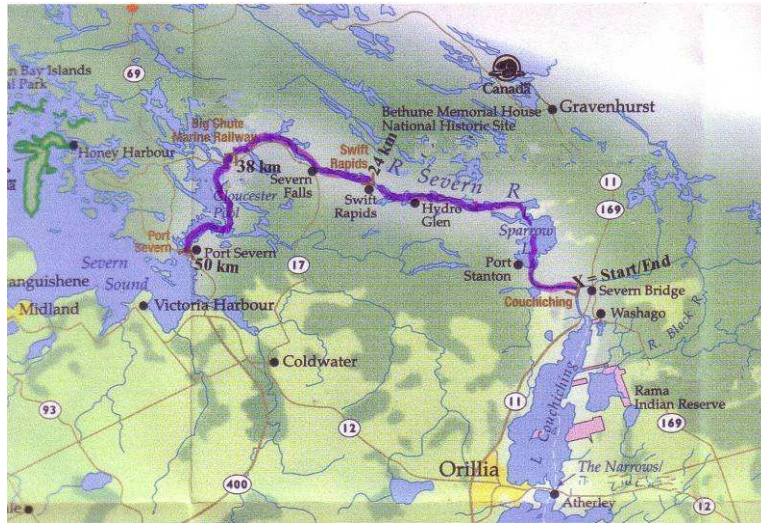 69
n Bay Islands
al Park
Honey Harbour
Big Chute
Marine Railway
38 km
Severn
Falls
Swift
Rapids
24 km
Swift
Rapids
R Severn R
Hydro
Glen
Canada
Bethune Memorial House
National Historic Site
Gravenhurst
11
169
Gloucester
Pool
Port
Severn
Port Severn
50 km
17
Sparrow
L
Port
Stanton
X = Start/End
Severn Bridge
Couchiching
Washago
R Black R
Severn
Sound
anguishene
Midland
Victoria Harbour
Coldwater
11
L Couchiching
Rama
Indian Reserve
169
93
12
400
Orillia
The Narrows/
Atherley
12